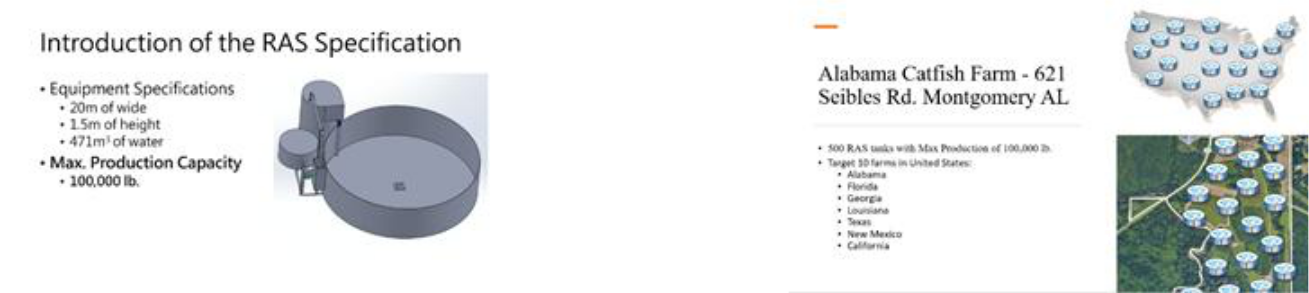 Introduction of the RAS Specification
• Equipment Specifications
• 20m of wide
• 1.5m of height
• 471m³ of water
• Max. Production Capacity
• 100,000 lb.
Alabama Catfish Farm - 621
Seibles Rd. Montgomery AL
• 500 RAS tanks with Max Production of 100,000 lb.
• Target 10 farms in United States:
• Alabama
• Florida
• Georgia
• Louisiana
• Texas
• New Mexico
• California